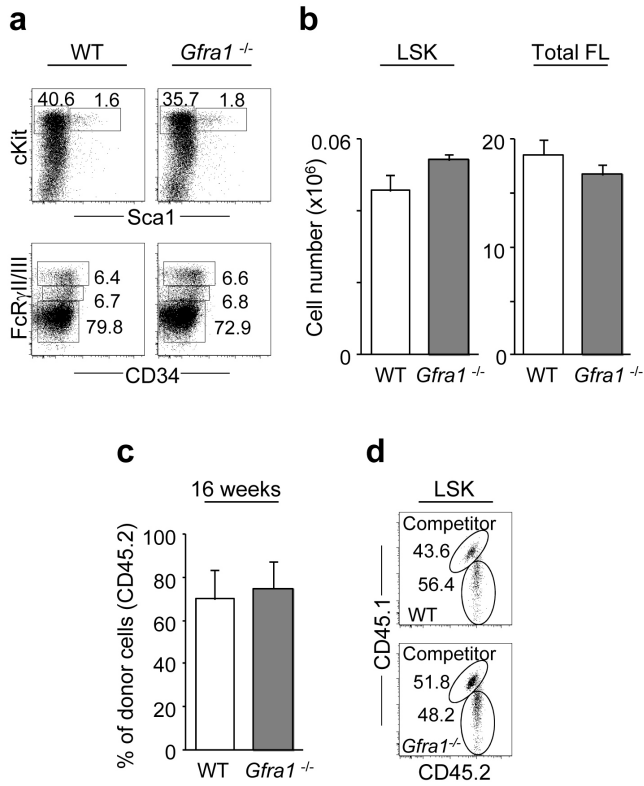 a
WT
Gfra1 -/-
40.6 1.6
35.7 1.8
cKit
Sca1
6.4
6.7
79.8
6.6
6.8
72.9
FcRγII/III
CD34
b
LSK
Total FL
Cell number (x10⁶)
0.06
0
WT Gfra1 -/-
20
10
0
WT Gfra1 -/-
c
16 weeks
% of donor cells (CD45.2)
100
80
60
40
20
0
WT Gfra1 -/-
d
LSK
Competitor
43.6
56.4
WT
Competitor
51.8
48.2
Gfra1-/-
CD45.1
CD45.2